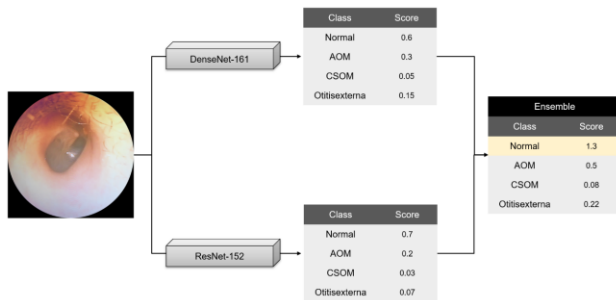 DenseNet-161
Class Score
Normal 0.6
AOM 0.3
CSOM 0.05
Otitisexterna 0.15
Ensemble
Class Score
Normal 1.3
AOM 0.5
CSOM 0.08
Otitisexterna 0.22
ResNet-152
Class Score
Normal 0.7
AOM 0.2
CSOM 0.03
Otitisexterna 0.07